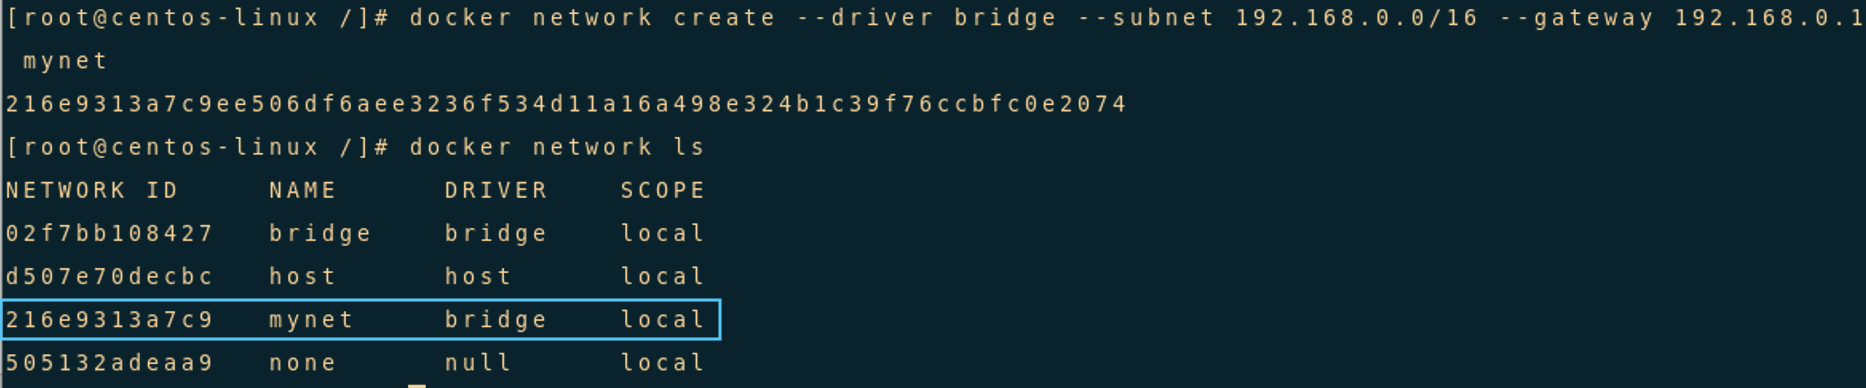 [root@centos-linux /]# docker network create --driver bridge --subnet 192.168.0.0/16 --gateway 192.168.0.1
mynet
216e9313a7c9ee506df6aee3236f534d11a16a498e324b1c39f76ccbfc0e2074
[root@centos-linux /]# docker network ls
NETWORK ID     NAME      DRIVER    SCOPE
02f7bb108427   bridge    bridge    local
d507e70decbc   host      host      local
216e9313a7c9   mynet     bridge    local
505132adeaa9   none      null      local